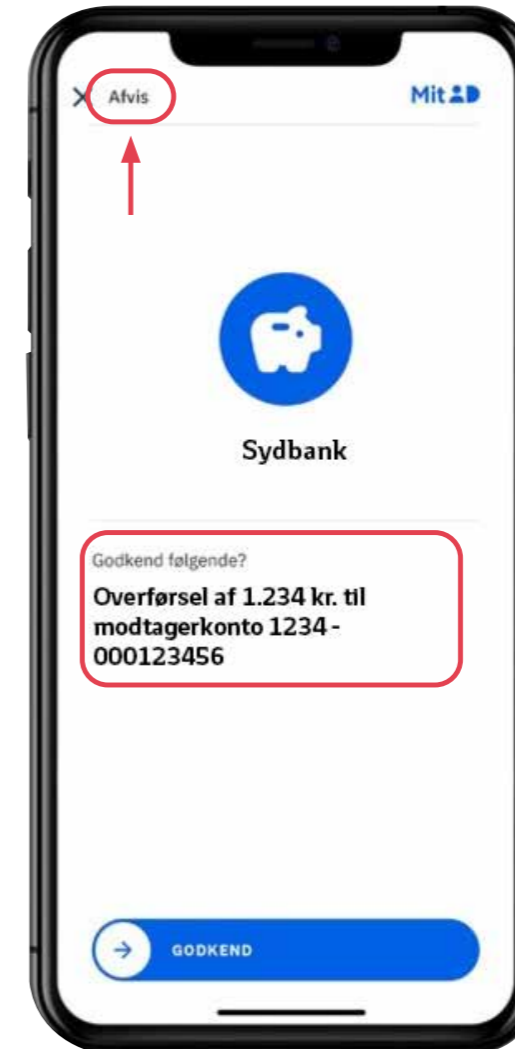 Afvis
Mit
Sydbank
Godkend følgende?
Overførsel af 1.234 kr. til
modtagerkonto 1234 -
000123456
GODKEND